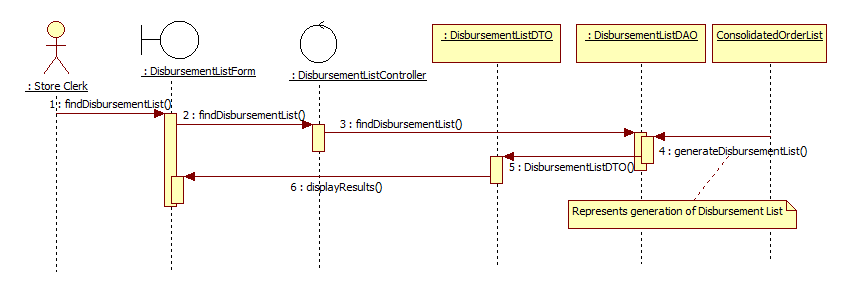 : DisbursementListDTO
: DisbursementListDAO
ConsolidatedOrderList
: Store Clerk
: DisbursementListForm
: DisbursementListController
1 : findDisbursementList()
2 : findDisbursementList()
3 : findDisbursementList()
4 : generateDisbursementList()
5 : DisbursementListDTO()
6 : displayResults()
Represents generation of Disbursement List